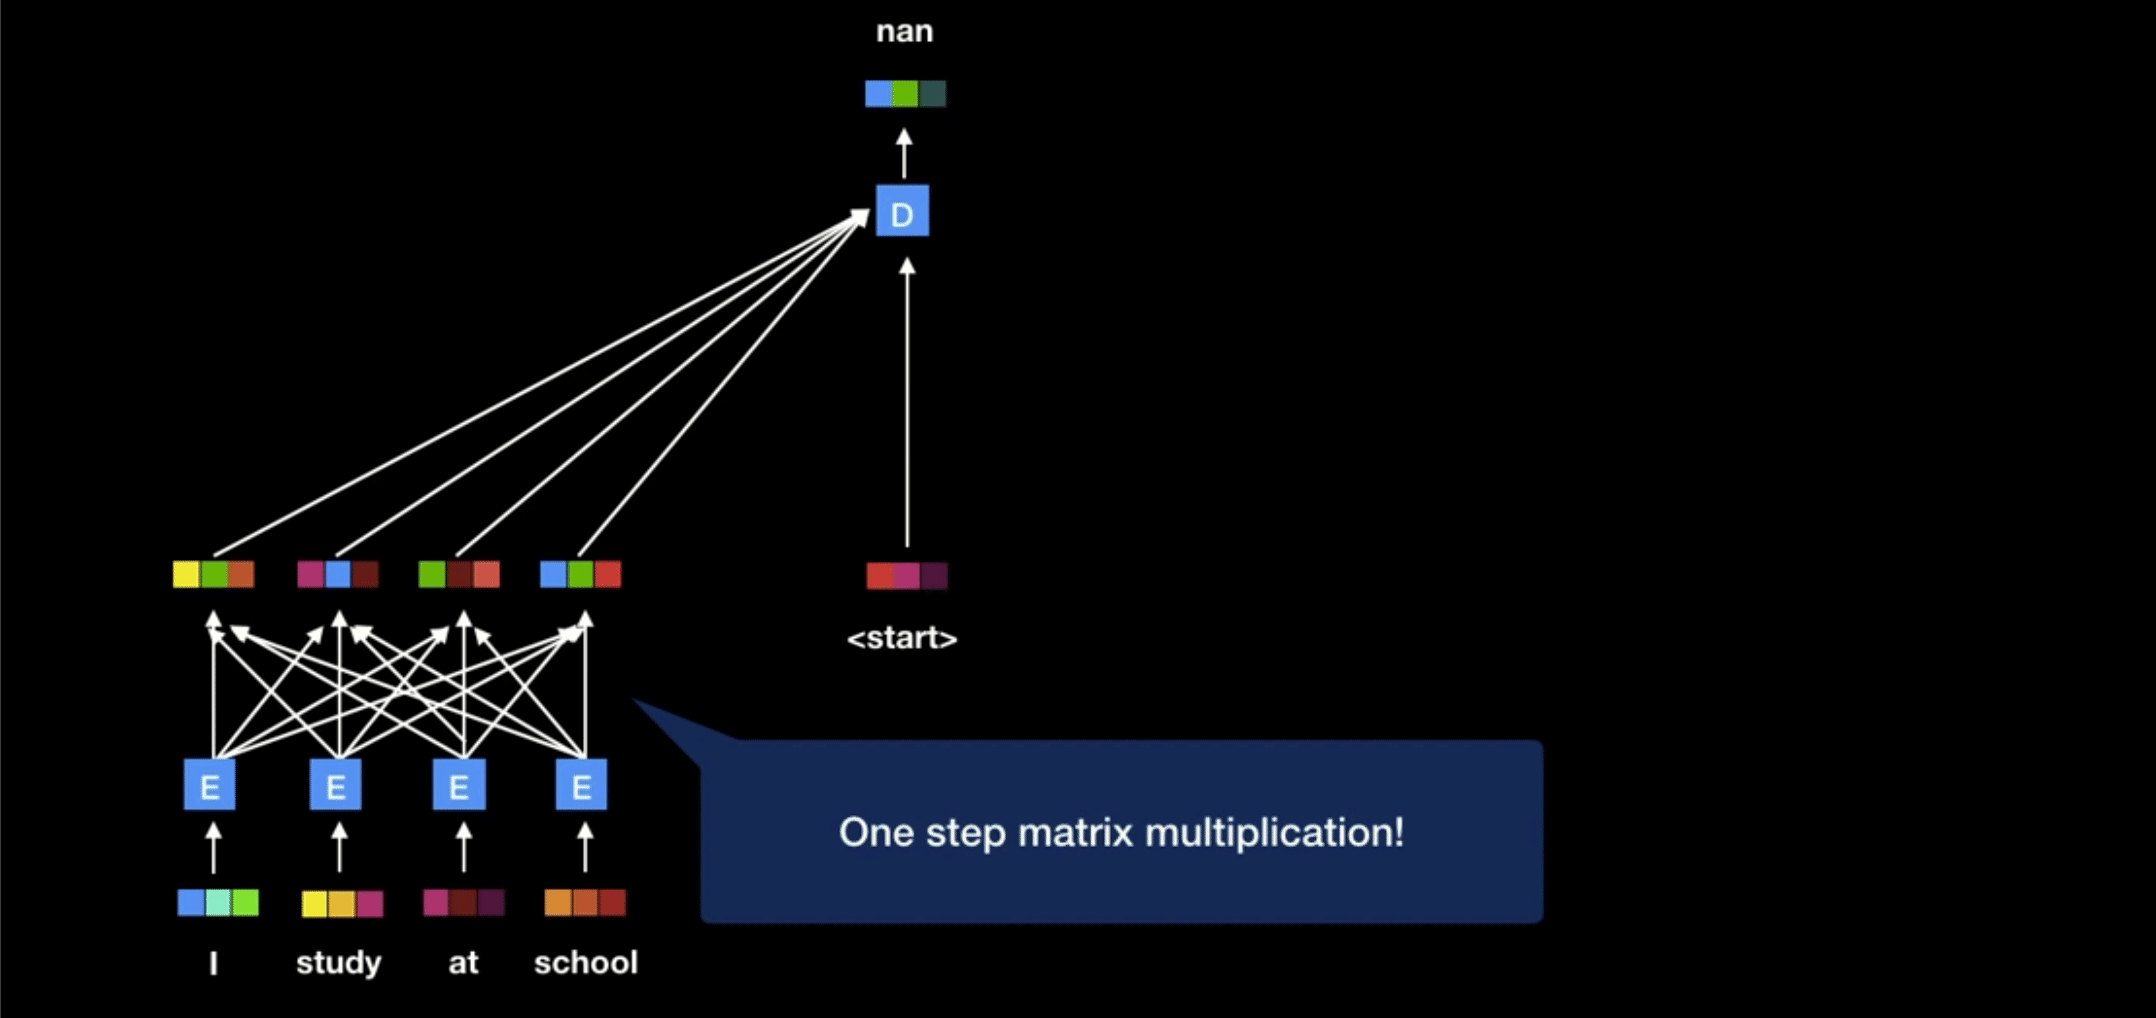 nan
D
<start>
E E E E
One step matrix multiplication!
I study at school